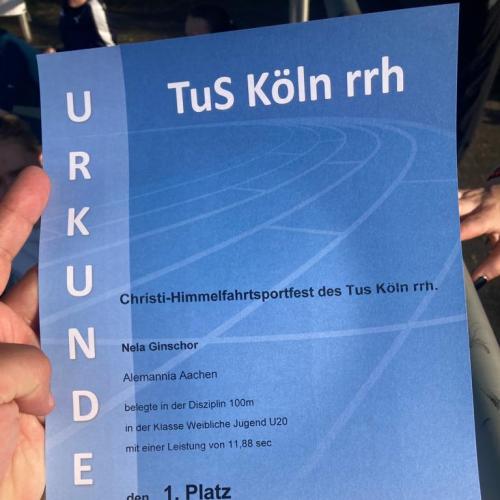 URKUNDE
TuS Köln rrh
Christi-Himmelfahrtsportfest des Tus Köln rrh.
Nela Ginschor
Alemannia Aachen
belegte in der Disziplin 100m
in der Klasse Weibliche Jugend U20
mit einer Leistung von 11,88 sec
den 1. Platz